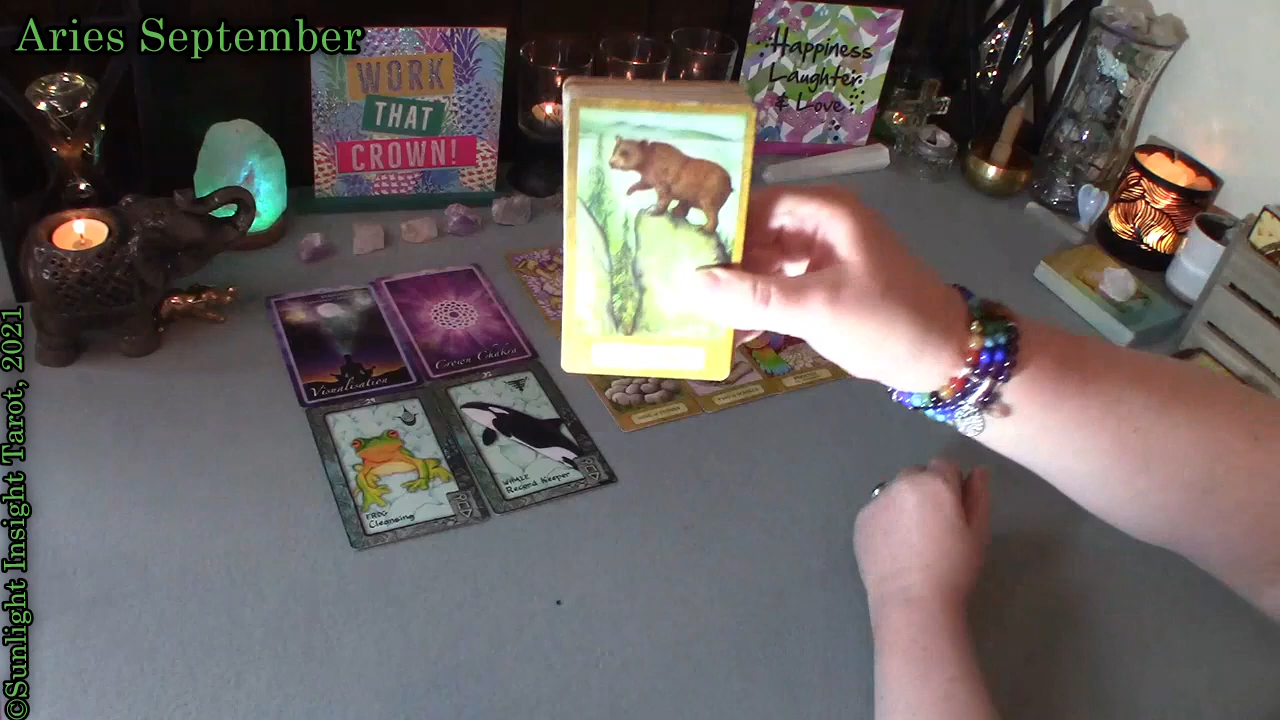 Aries September
WORK
THAT
CROWN!
Happiness
Laughter
& Love
Visualisation
Crown Chakra
FROG
Cleansing
WHALE
Record Keeper
©Sunlight Insight Tarot, 2021